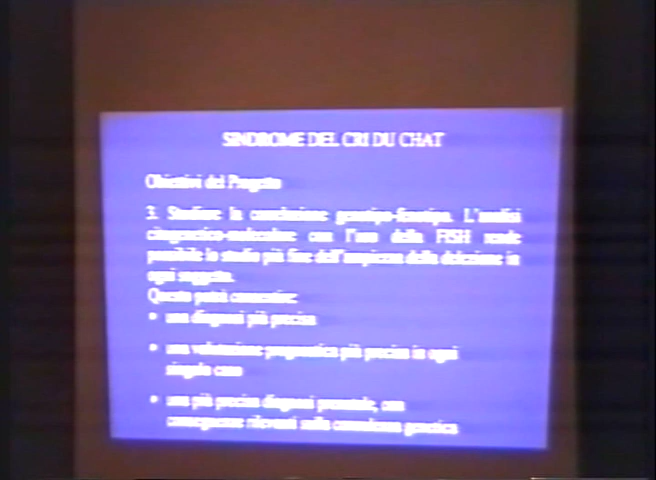 SINDROME DEL CRI DU CHAT
Obiettivi del Progetto
3. Studiare la correlazione genotipo-fenotipo. L'analisi
citogenetica-molecolare con l'uso della FISH rende
possibile lo studio più fine dell'ampiezza della delezione in
ogni soggetto.
Questo potrà consentire:
• una diagnosi più precisa
• una valutazione prognostica più precisa in ogni
singolo caso
• una più precisa diagnosi prenatale, con
conseguenze rilevanti sulla consulenza genetica